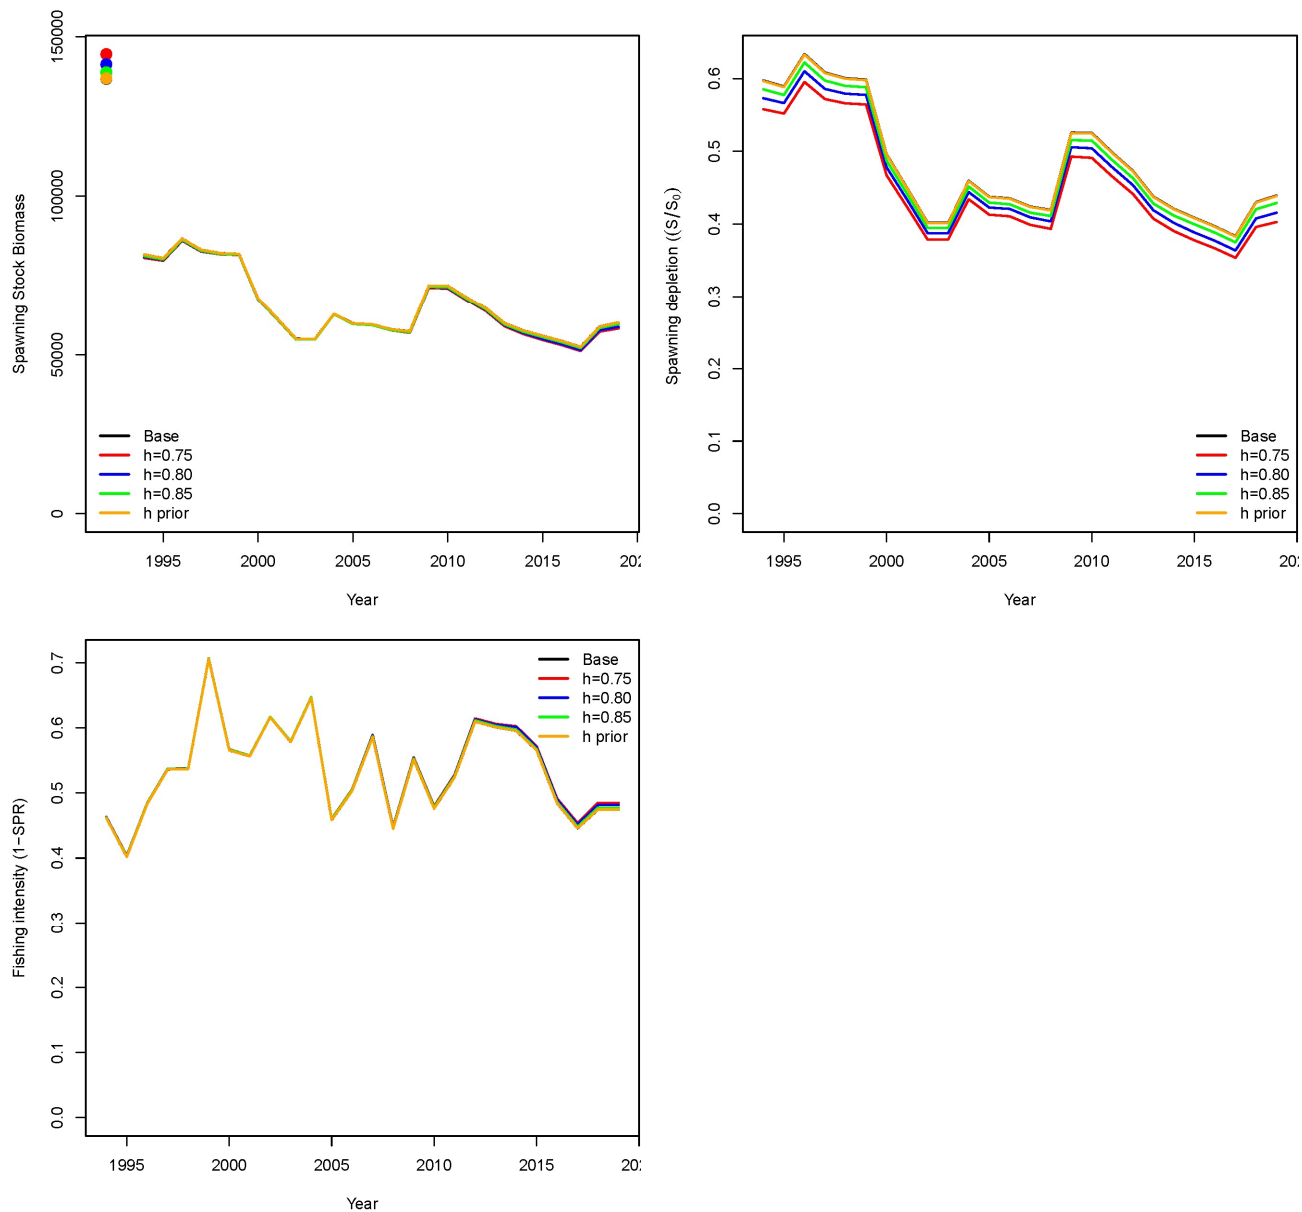 Spawning Stock Biomass
150000
100000
50000
0
Base
h=0.75
h=0.80
h=0.85
h prior
1995 2000 2005 2010 2015 202
Year
Spawning depletion ((S/S0)
0.6
0.5
0.4
0.3
0.2
0.1
0.0
Base
h=0.75
h=0.80
h=0.85
h prior
1995 2000 2005 2010 2015 202
Year
Fishing intensity (1−SPR)
0.7
0.6
0.5
0.4
0.3
0.2
0.1
0.0
Base
h=0.75
h=0.80
h=0.85
h prior
1995 2000 2005 2010 2015 202
Year